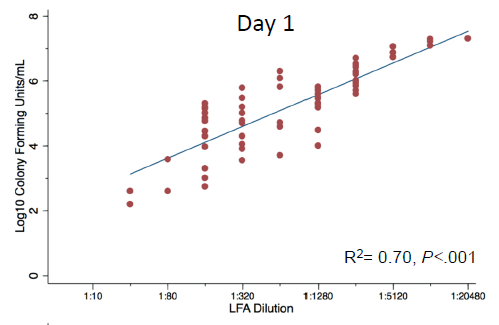 Day 1
8
6
4
2
0
Log10 Colony Forming Units/mL
R²= 0.70, P<.001
1:10 1:80 1:320 1:1280 1:5120 1:20480
LFA Dilution